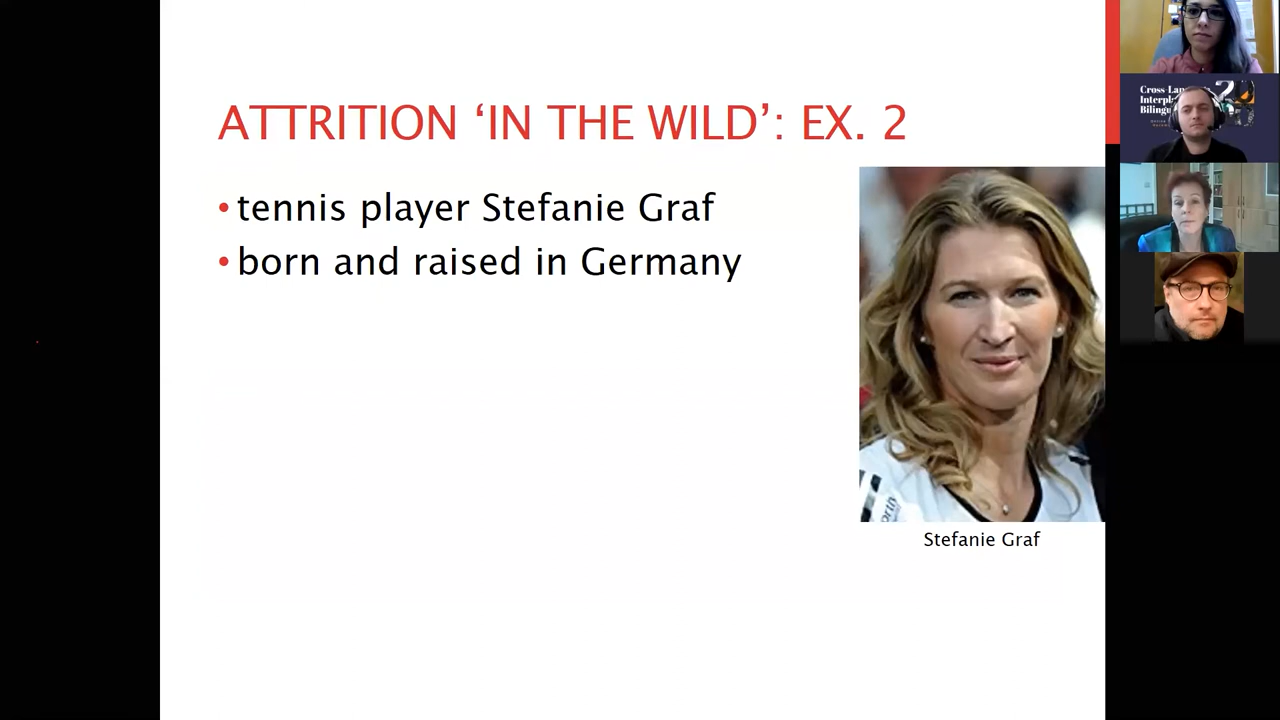 ATTRITION ‘IN THE WILD’: EX. 2
• tennis player Stefanie Graf
• born and raised in Germany
Stefanie Graf